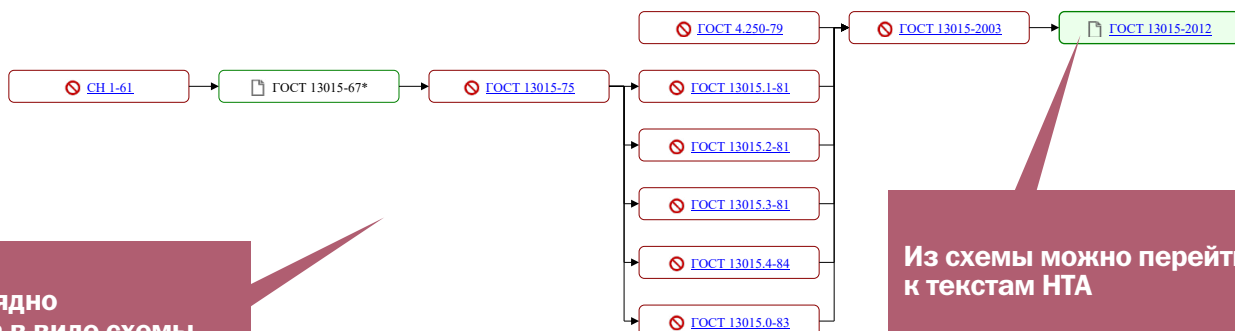 ГОСТ 4.250-79
ГОСТ 13015-2003
ГОСТ 13015-2012
СН 1-61
ГОСТ 13015-67*
ГОСТ 13015-75
ГОСТ 13015.1-81
ГОСТ 13015.2-81
ГОСТ 13015.3-81
ГОСТ 13015.4-84
ГОСТ 13015.0-83
Из схемы можно перейти
к текстам НТА
в виде схемы